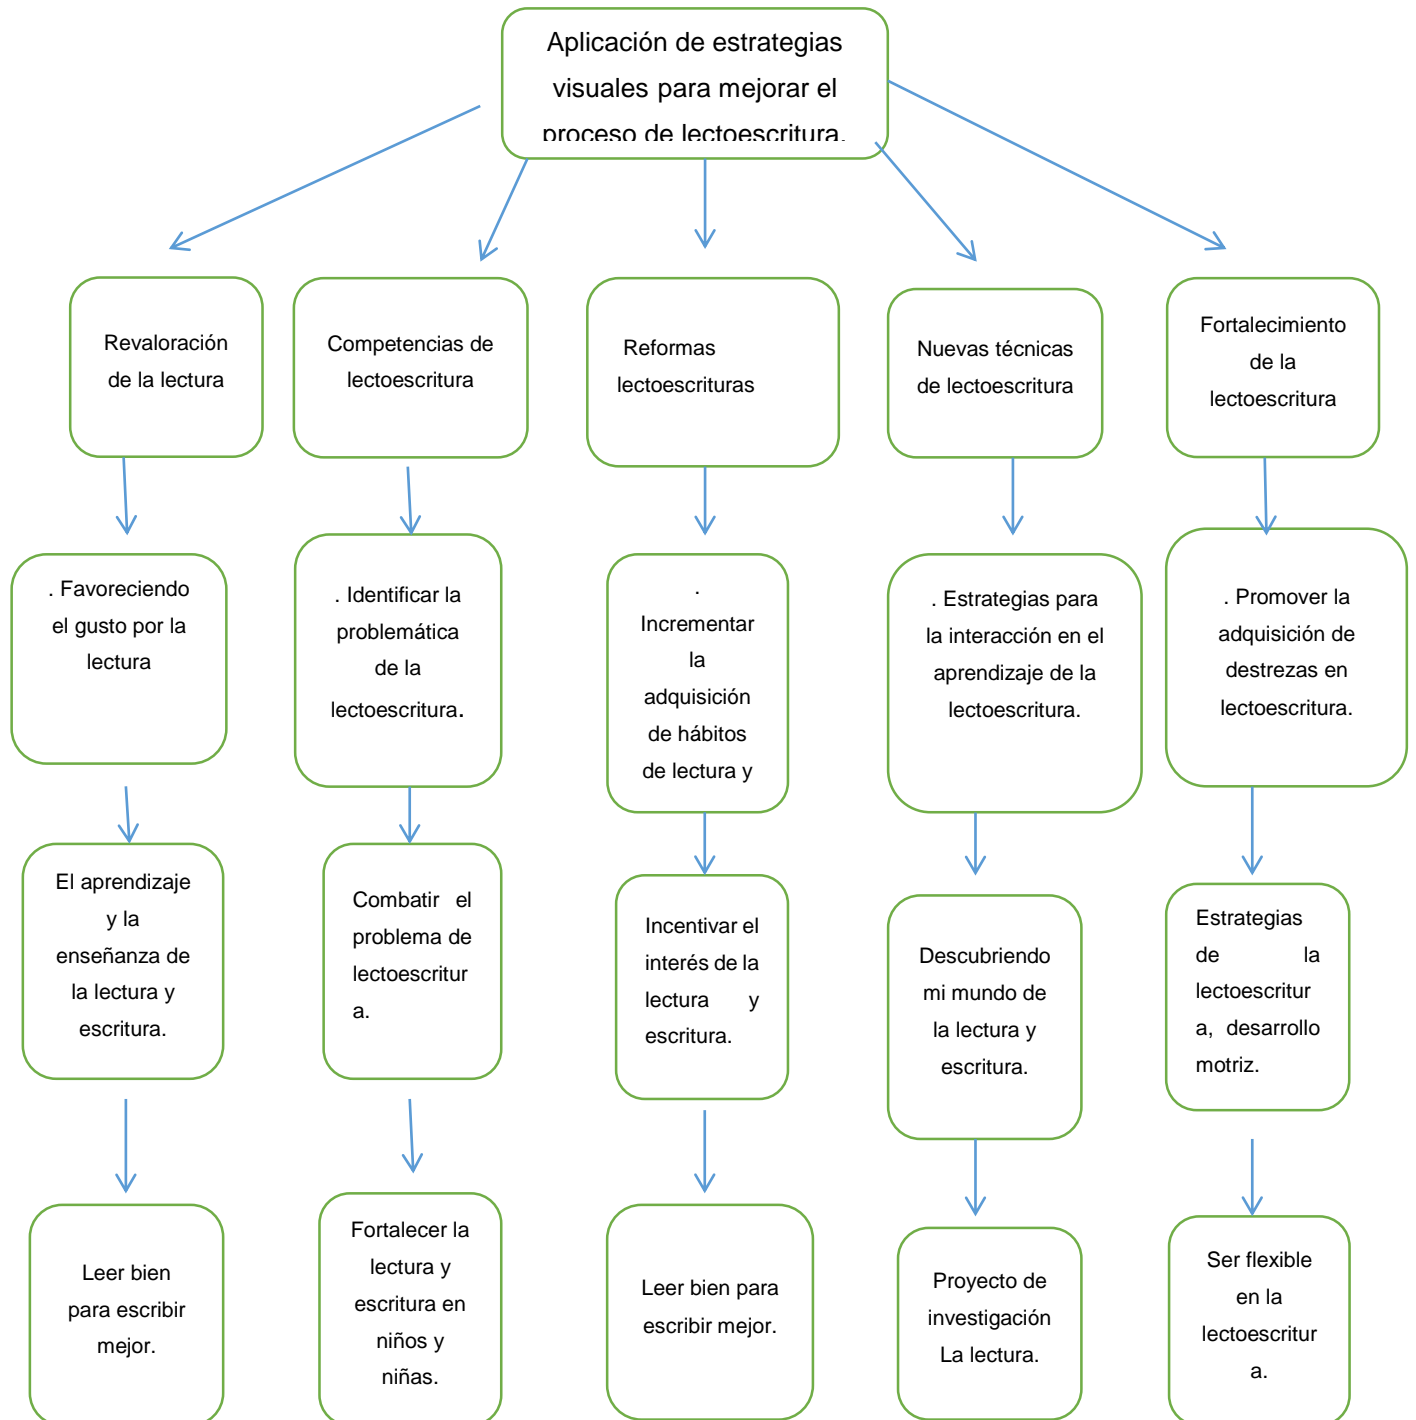 Aplicación de estrategias
visuales para mejorar el
proceso de lectoescritura.
Revaloración
de la lectura
Competencias de
lectoescritura
Reformas
lectoescrituras
Nuevas técnicas
de lectoescritura
Fortalecimiento
de la
lectoescritura
. Favoreciendo
el gusto por la
lectura
. Identificar la
problemática
de la
lectoescritura.
.
Incrementar
la
adquisición
de hábitos
de lectura y
. Estrategias para
la interacción en el
aprendizaje de la
lectoescritura.
. Promover la
adquisición de
destrezas en
lectoescritura.
El aprendizaje
y la
enseñanza de
la lectura y
escritura.
Combatir el
problema de
lectoescritur
a.
Incentivar el
interés de la
lectura y
escritura.
Descubriendo
mi mundo de
la lectura y
escritura.
Estrategias
de la
lectoescritur
a, desarrollo
motriz.
Leer bien
para escribir
mejor.
Fortalecer la
lectura y
escritura en
niños y
niñas.
Leer bien para
escribir mejor.
Proyecto de
investigación
La lectura.
Ser flexible
en la
lectoescritur
a.